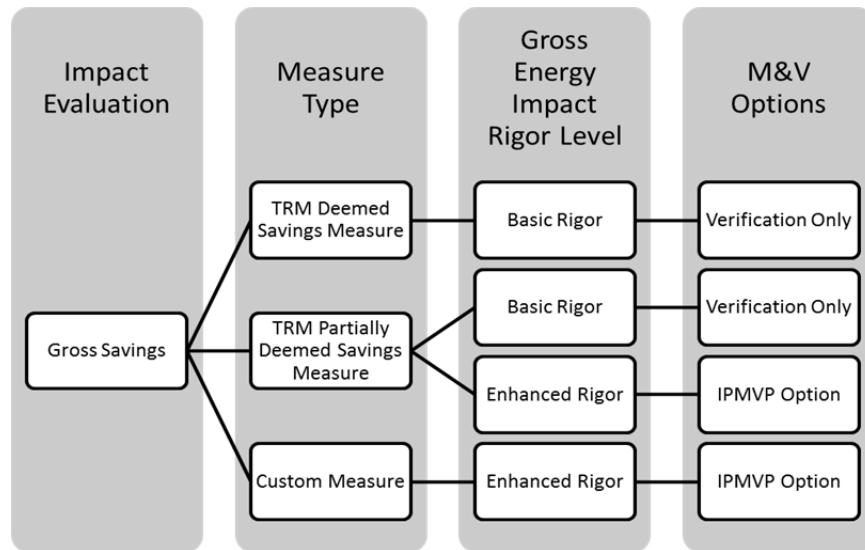 Impact
Evaluation
Measure
Type
Gross
Energy
Impact
Rigor Level
M&V
Options
Gross Savings
TRM Deemed
Savings Measure
Basic Rigor
Verification Only
TRM Partially
Deemed Savings
Measure
Basic Rigor
Verification Only
Enhanced Rigor
IPMVP Option
Custom Measure
Enhanced Rigor
IPMVP Option